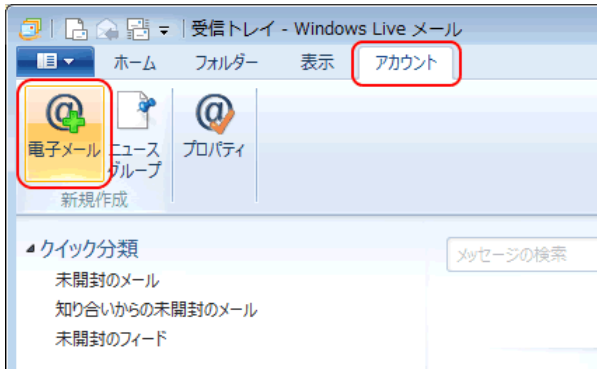 受信トレイ - Windows Live メール
ホーム フォルダー 表示 アカウント
電子メール ニュース グループ プロパティ
新規作成
クイック分類 メッセージの検索
未開封のメール
知り合いからの未開封のメール
未開封のフィード